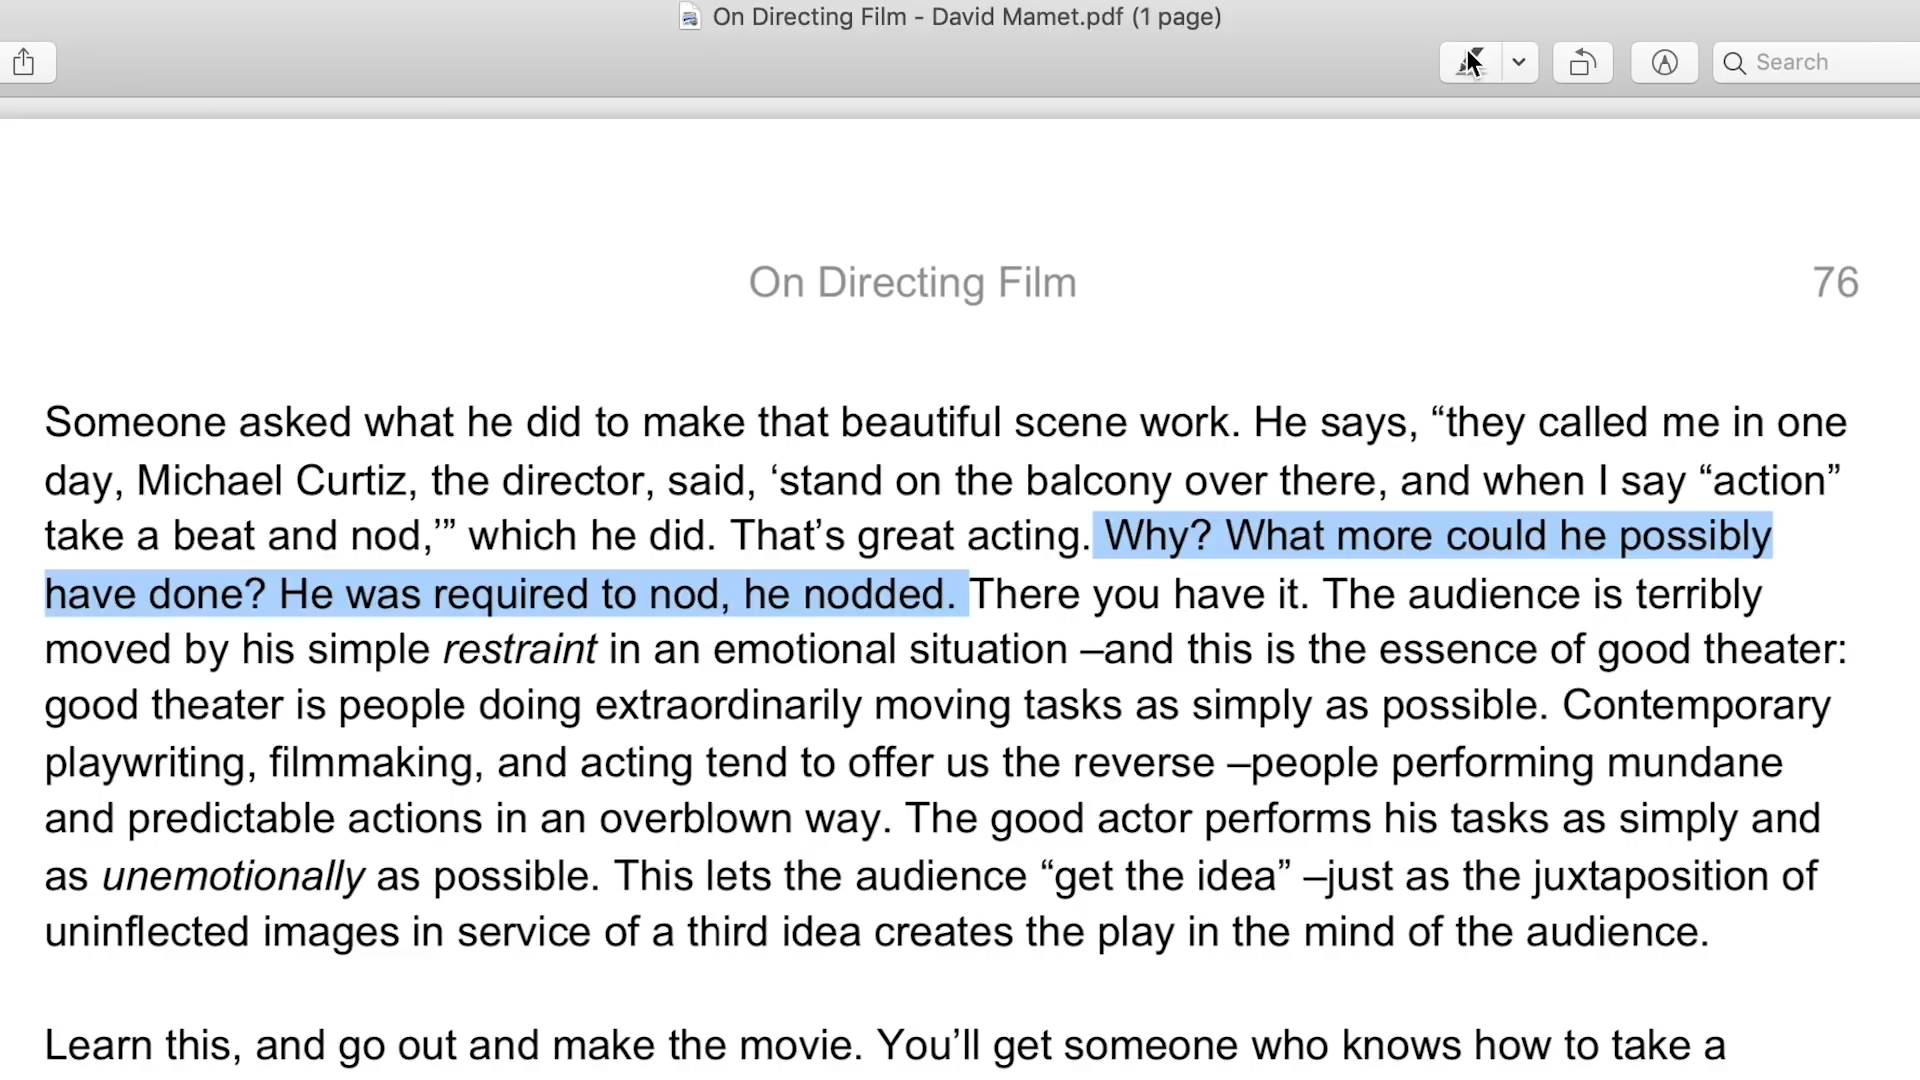 On Directing Film - David Mamet.pdf (1 page)
Search
On Directing Film 76
Someone asked what he did to make that beautiful scene work. He says, “they called me in one
day, Michael Curtiz, the director, said, ‘stand on the balcony over there, and when I say “action”
take a beat and nod,’” which he did. That’s great acting. Why? What more could he possibly
have done? He was required to nod, he nodded. There you have it. The audience is terribly
moved by his simple restraint in an emotional situation –and this is the essence of good theater:
good theater is people doing extraordinarily moving tasks as simply as possible. Contemporary
playwriting, filmmaking, and acting tend to offer us the reverse –people performing mundane
and predictable actions in an overblown way. The good actor performs his tasks as simply and
as unemotionally as possible. This lets the audience “get the idea” –just as the juxtaposition of
uninflected images in service of a third idea creates the play in the mind of the audience.
Learn this, and go out and make the movie. You’ll get someone who knows how to take a